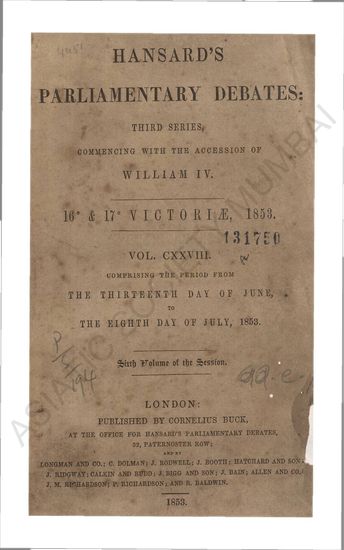 HANSARD'S
PARLIAMENTARY DEBATES:
THIRD SERIES,
COMMENCING WITH THE ACCESSION OF
WILLIAM IV.
16° & 17° VICTORIÆ, 1853.
131750
VOL. CXXVIII.
COMPRISING THE PERIOD FROM
THE THIRTEENTH DAY OF JUNE,
TO
THE EIGHTH DAY OF JULY, 1853.
Sixth Volume of the Session.
LONDON:
PUBLISHED BY CORNELIUS BUCK,
AT THE OFFICE FOR HANSARD'S PARLIAMENTARY DEBATES,
PATERNOSTER ROW;
AND BY
LONGMAN AND CO.; C. DOLMAN; J. RODWELL; J. BOOTH; HATCHARD AND SON;
J. RIDGWAY; CALKIN AND BUDD; J. BIGG AND SON; J. BAIN; ALLEN AND CO.;
J. M. RICHARDSON; P. RICHARDSON; AND R. BALDWIN.
1853.
ASIATIC SOCIETY MUMBAI